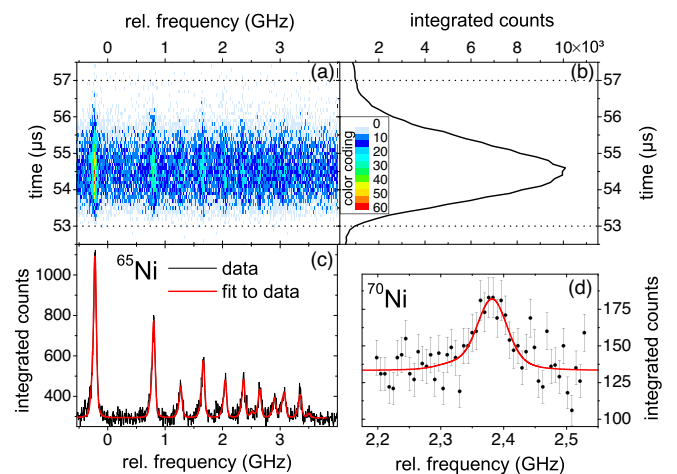 rel. frequency (GHz)
integrated counts
0 1 2 3
2 4 6 8 10×10³
57
56
55
54
53
time (µs)
(a)
(b)
color coding
0
10
20
30
40
50
60
57
56
55
54
53
time (µs)
1000
800
600
400
integrated counts
⁶⁵Ni
data
fit to data
(c)
0 1 2 3
rel. frequency (GHz)
⁷⁰Ni
(d)
175
150
125
100
integrated counts
2,2 2,3 2,4 2,5
rel. frequency (GHz)